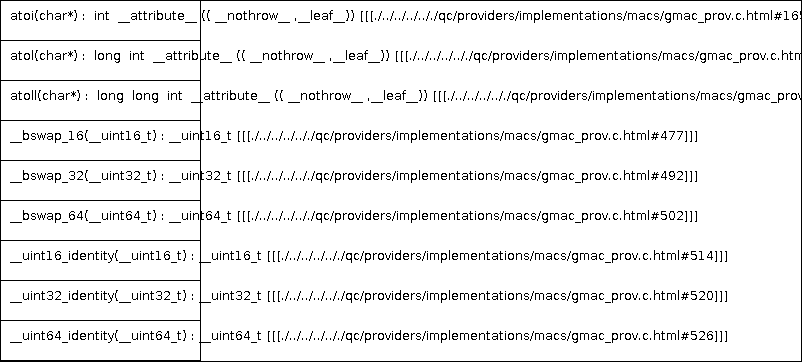 atoi(char*) : int __attribute__ (( __nothrow__ ,__leaf__)) [[[./../../../../../qc/providers/implementations/macs/gmac_prov.c.html#16
atol(char*) : long int __attribute__ (( __nothrow__ ,__leaf__)) [[[./../../../../../qc/providers/implementations/macs/gmac_prov.c.htm
atoll(char*) : long long int __attribute__ (( __nothrow__ ,__leaf__)) [[[./../../../../../qc/providers/implementations/macs/gmac_prov
__bswap_16(__uint16_t) : __uint16_t [[[./../../../../../qc/providers/implementations/macs/gmac_prov.c.html#477]]]
__bswap_32(__uint32_t) : __uint32_t [[[./../../../../../qc/providers/implementations/macs/gmac_prov.c.html#492]]]
__bswap_64(__uint64_t) : __uint64_t [[[./../../../../../qc/providers/implementations/macs/gmac_prov.c.html#502]]]
__uint16_identity(__uint16_t) : __uint16_t [[[./../../../../../qc/providers/implementations/macs/gmac_prov.c.html#514]]]
__uint32_identity(__uint32_t) : __uint32_t [[[./../../../../../qc/providers/implementations/macs/gmac_prov.c.html#520]]]
__uint64_identity(__uint64_t) : __uint64_t [[[./../../../../../qc/providers/implementations/macs/gmac_prov.c.html#526]]]